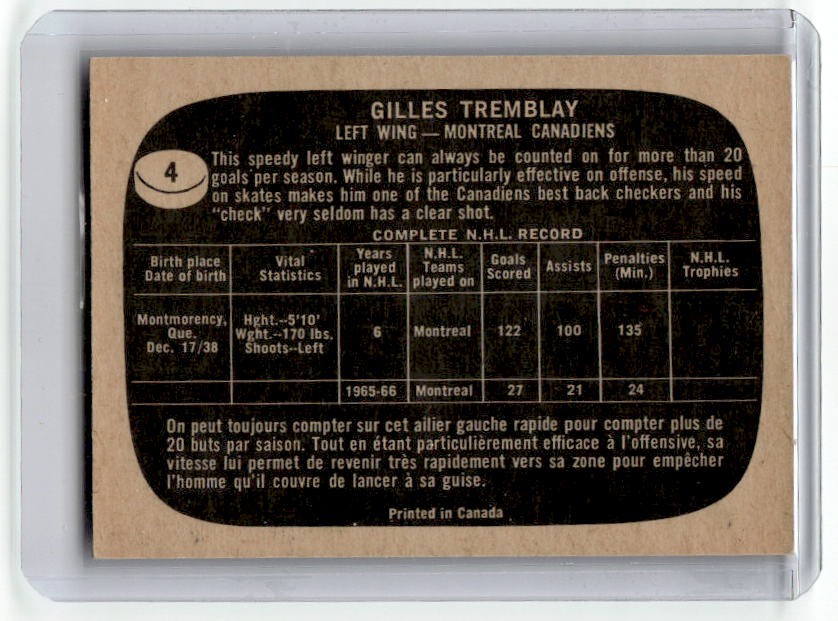 GILLES TREMBLAY
LEFT WING — MONTREAL CANADIENS
4
This speedy left winger can always be counted on for more than 20
goals per season. While he is particularly effective on offense, his speed
on skates makes him one of the Canadiens best back checkers and his
"check" very seldom has a clear shot.
COMPLETE N.H.L. RECORD
Birth place Date of birth | Vital Statistics | Years played in N.H.L. | N.H.L. Teams played on | Goals Scored | Assists | Penalties (Min.) | N.H.L. Trophies
Montmorency, Que. Dec. 17/38 | Hght.--5'10' Wght.--170 lbs. Shoots--Left | 6 | Montreal | 122 | 100 | 135
1965-66 | Montreal | 27 | 21 | 24
On peut toujours compter sur cet ailier gauche rapide pour compter plus de
20 buts par saison. Tout en étant particulièrement efficace à l'offensive, sa
vitesse lui permet de revenir très rapidement vers sa zone pour empêcher
l'homme qu'il couvre de lancer à sa guise.
Printed in Canada